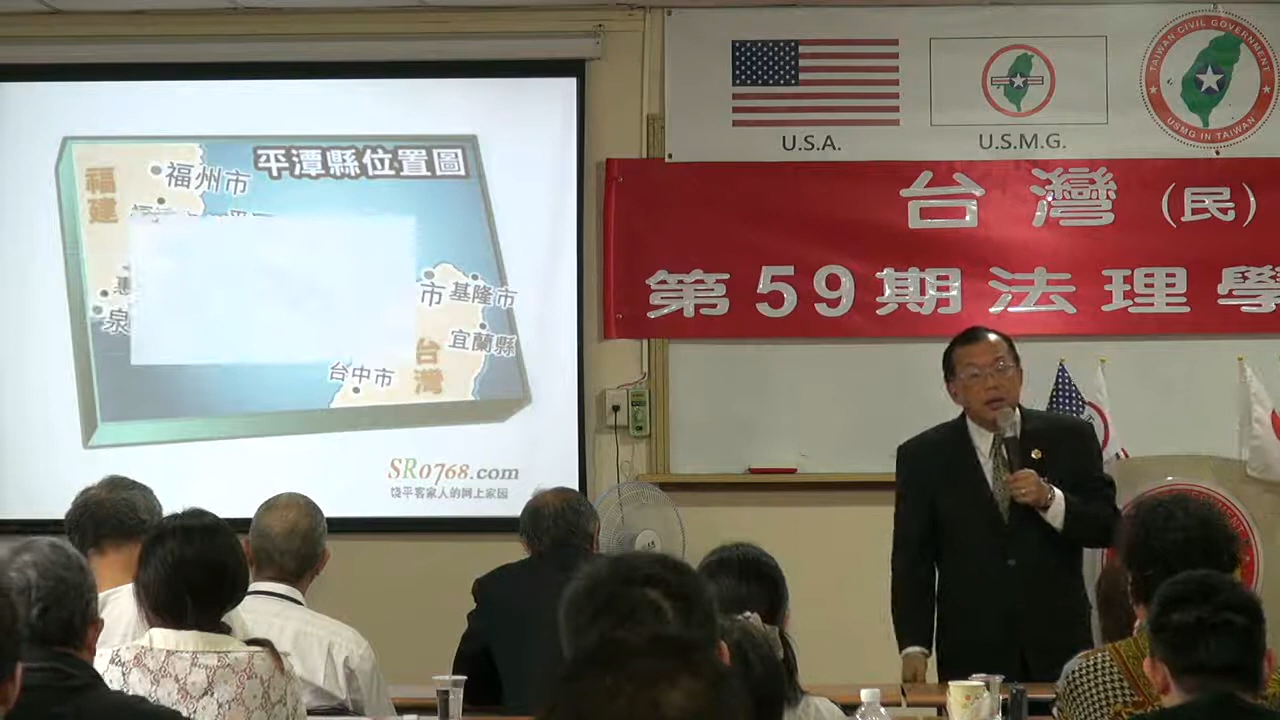 平潭縣位置圖
福建
福州市
泉
市
基隆市
宜蘭縣
台灣
台中市
SR0768.com
饶平客家人的网上家园
U.S.A.
U.S.M.G.
TAIWAN CIVIL GOVERNMENT
USMG IN TAIWAN
台灣（民）
第59期法理學